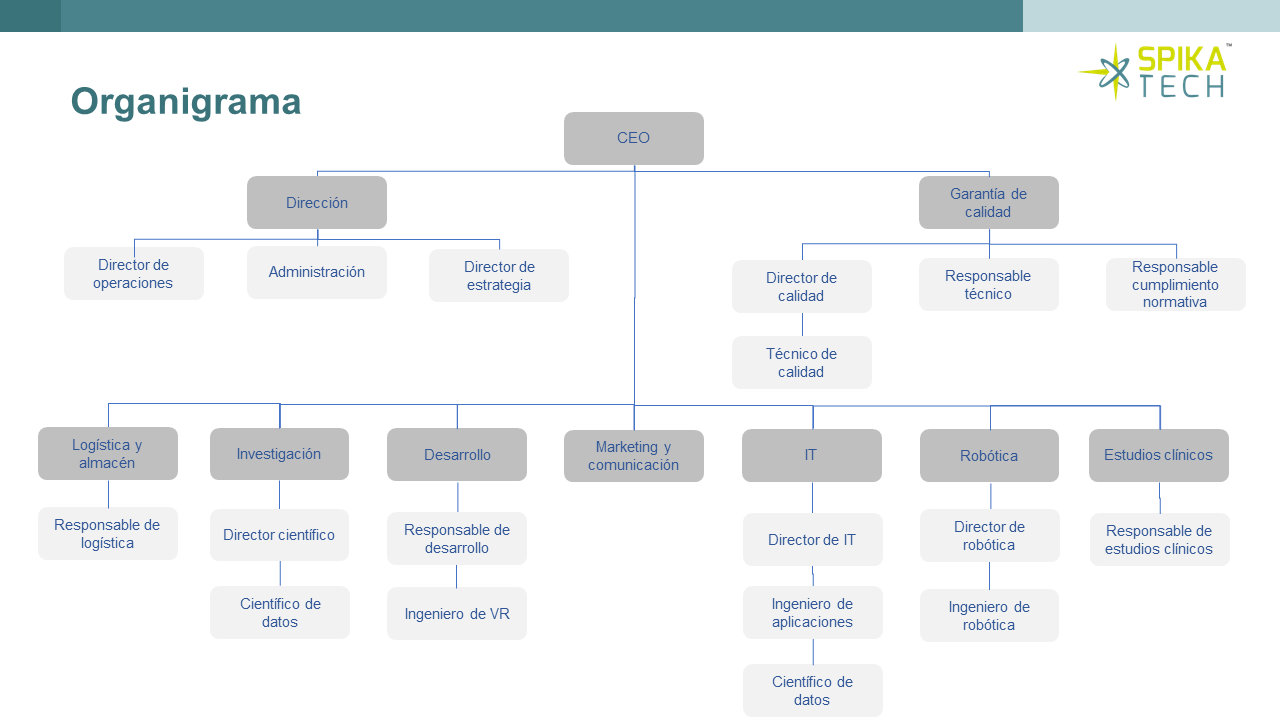 SPIKA™
TECH
Organigrama
CEO
Dirección
Garantía de
calidad
Director de
operaciones
Administración
Director de
estrategia
Director de
calidad
Responsable
técnico
Responsable
cumplimiento
normativa
Técnico de
calidad
Logística y
almacén
Investigación
Desarrollo
Marketing y
comunicación
IT
Robótica
Estudios clínicos
Responsable de
logística
Director científico
Responsable de
desarrollo
Director de IT
Director de
robótica
Responsable de
estudios clínicos
Científico de
datos
Ingeniero de VR
Ingeniero de
aplicaciones
Ingeniero de
robótica
Científico de
datos